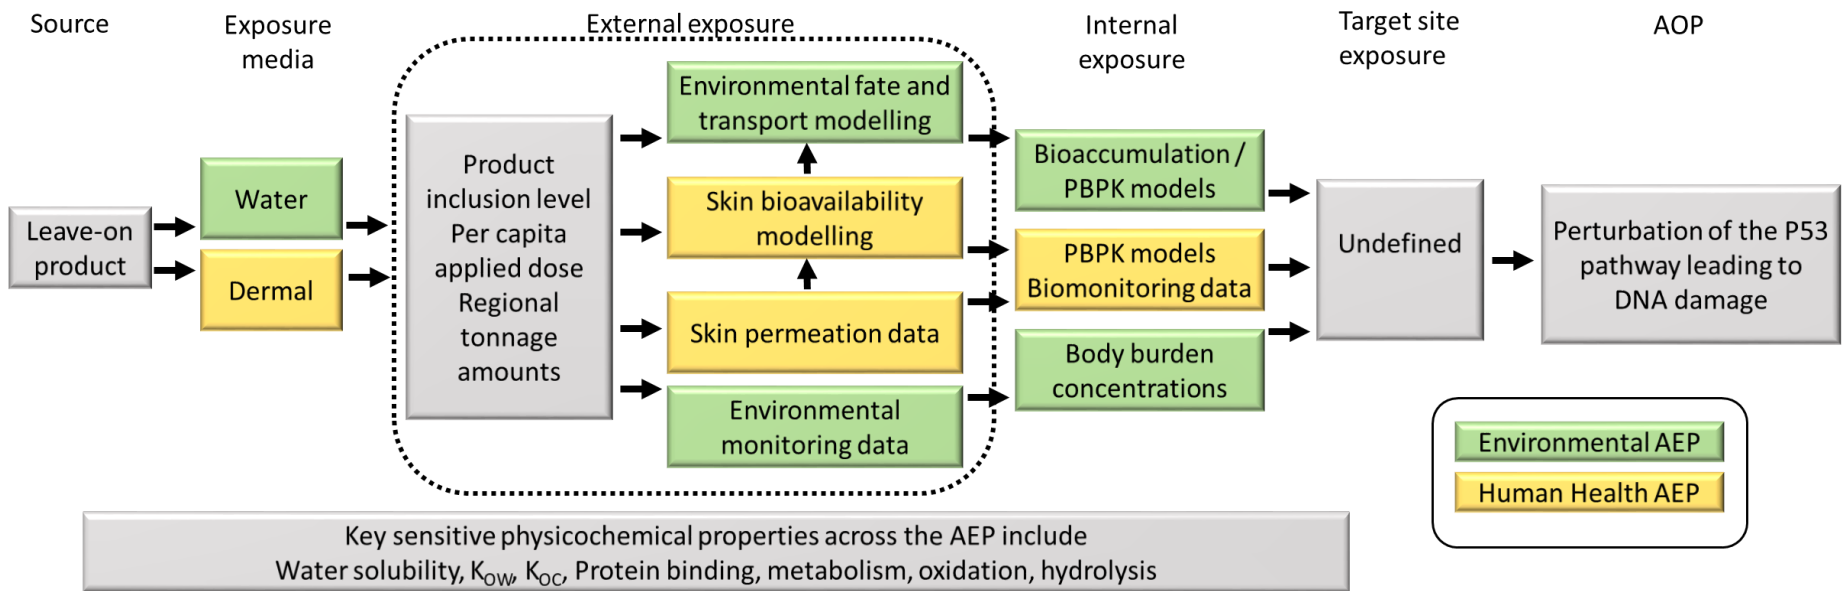 Source
Exposure
media
External exposure
Internal
exposure
Target site
exposure
AOP
Leave-on
product
Water
Dermal
Product
inclusion level
Per capita
applied dose
Regional
tonnage
amounts
Environmental fate and
transport modelling
Skin bioavailability
modelling
Skin permeation data
Environmental
monitoring data
Bioaccumulation /
PBPK models
PBPK models
Biomonitoring data
Body burden
concentrations
Undefined
Perturbation of the P53
pathway leading to
DNA damage
Environmental AEP
Human Health AEP
Key sensitive physicochemical properties across the AEP include
Water solubility, KOW, KOC, Protein binding, metabolism, oxidation, hydrolysis